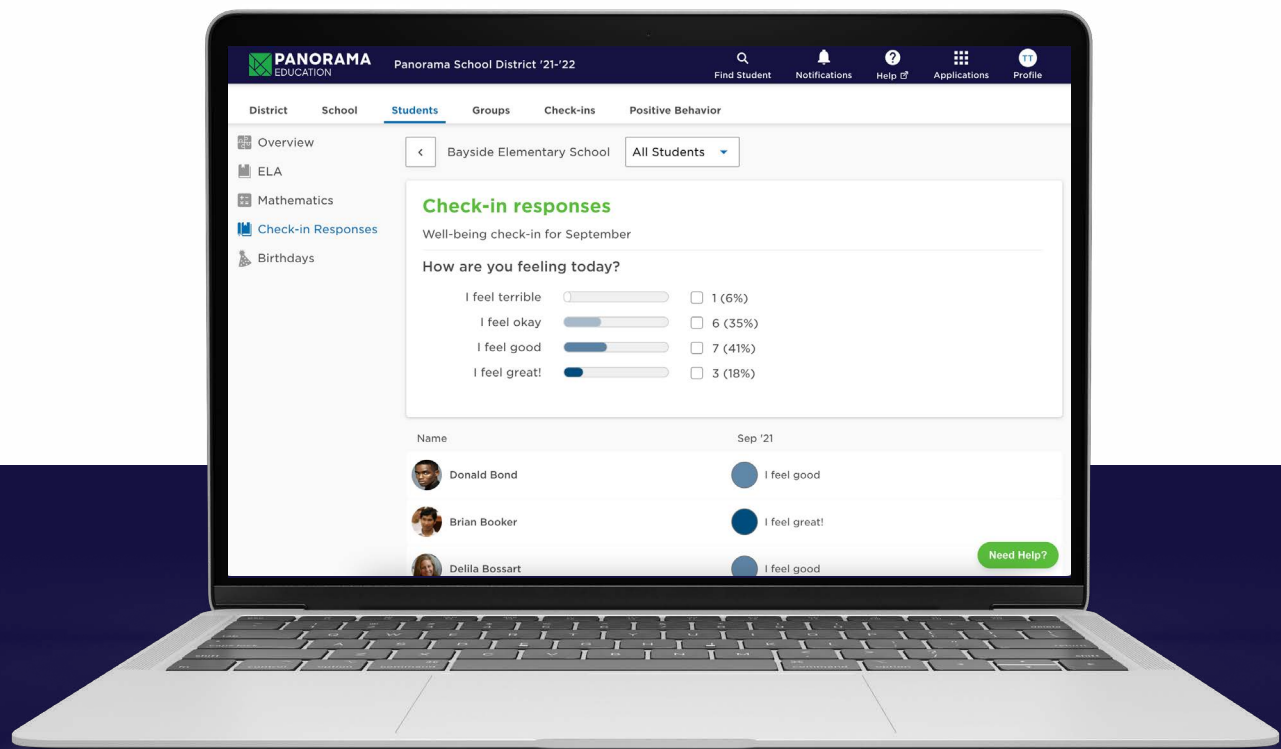 PANORAMA
EDUCATION
Panorama School District '21-'22
Find Student
Notifications
Help
Applications
TT
Profile
District
School
Students
Groups
Check-ins
Positive Behavior
Overview
ELA
Mathematics
Check-in Responses
Birthdays
Bayside Elementary School
All Students
Check-in responses
Well-being check-in for September
How are you feeling today?
I feel terrible 1 (6%)
I feel okay 6 (35%)
I feel good 7 (41%)
I feel great! 3 (18%)
Name Sep '21
Donald Bond I feel good
Brian Booker I feel great!
Delila Bossart I feel good
Need Help?